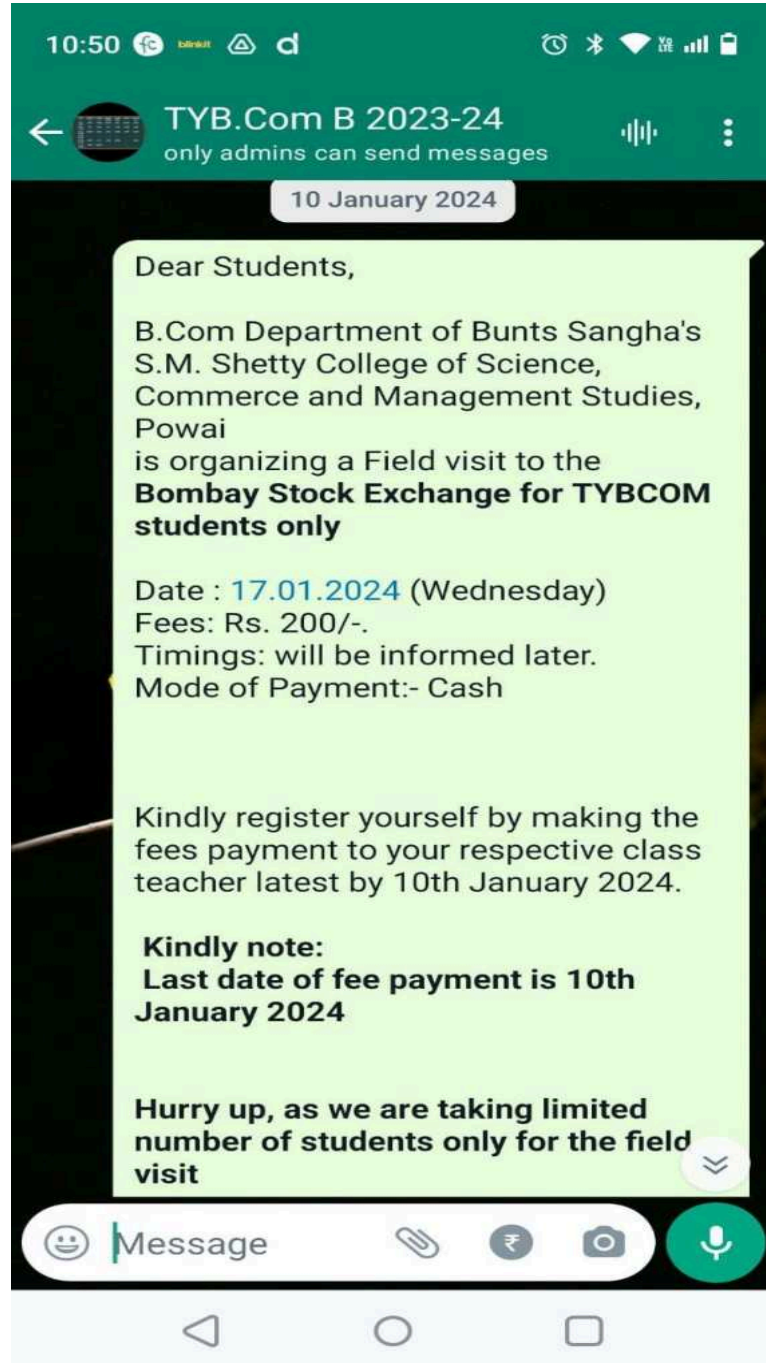 10:50 fc blinkit d VO LTE
TYB.Com B 2023-24
only admins can send messages
10 January 2024
Dear Students,
B.Com Department of Bunts Sangha's
S.M. Shetty College of Science,
Commerce and Management Studies,
Powai
is organizing a Field visit to the
Bombay Stock Exchange for TYBCOM
students only
Date : 17.01.2024 (Wednesday)
Fees: Rs. 200/-.
Timings: will be informed later.
Mode of Payment:- Cash
Kindly register yourself by making the
fees payment to your respective class
teacher latest by 10th January 2024.
Kindly note:
Last date of fee payment is 10th
January 2024
Hurry up, as we are taking limited
number of students only for the field
visit
Message ₹